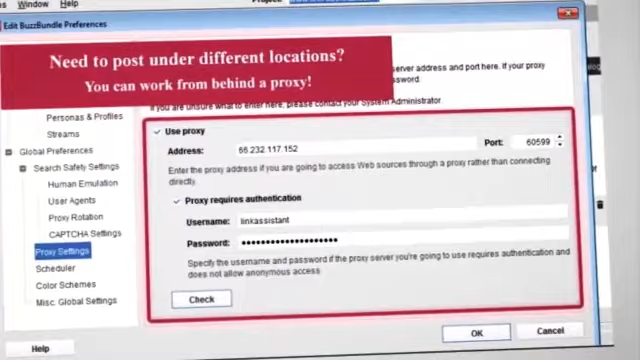 Window Help
Edit BuzzBundle Preferences
Need to post under different locations?
You can work from behind a proxy!
server address and port here. If your proxy
If you are unsure what to enter here, please contact your System Administrator.
Personas & Profiles
Streams
Global Preferences
Search Safety Settings
Human Emulation
User Agents
Proxy Rotation
CAPTCHA Settings
Proxy Settings
Scheduler
Color Schemes
Misc. Global Settings
Use proxy
Address: 66.232.117.152 Port: 60599
Enter the proxy address if you are going to access Web sources through a proxy rather than connecting
directly.
Proxy requires authentication
Username: linkassistant
Password: ••••••••••••••••••••
Specify the username and password if the proxy server you're going to use requires authentication and
does not allow anonymous access
Check
Help
OK Cancel